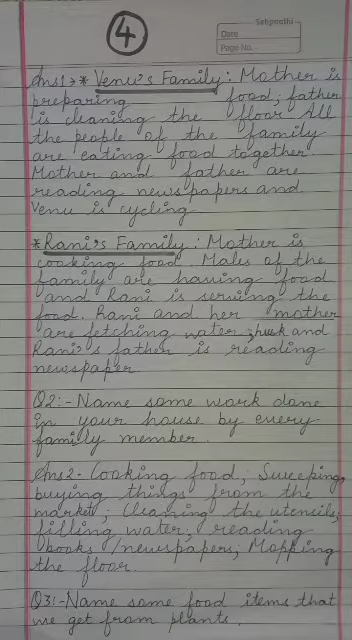 4
Sehpaathi
Date
Page No.
Ans1→* Venu's Family : Mother is
preparing food; father
is cleaning the floor All
the people of the family
are eating food together
Mother and father are
reading newspapers and
Venu is cycling
*Rani's Family : Mother is
cooking food. Males of the
family are having food
and Rani is serving the
food. Rani and her mother
are fetching water, husk and
Rani's father is reading
newspaper
Q2:- Name some work done
in your house by every
family member.
Ans2- Cooking food; Sweeping,
buying things from the
market; Cleaning the utensils;
filling water; reading
books/newspapers; Mopping
the floor.
Q3:-Name some food items that
we get from plants.